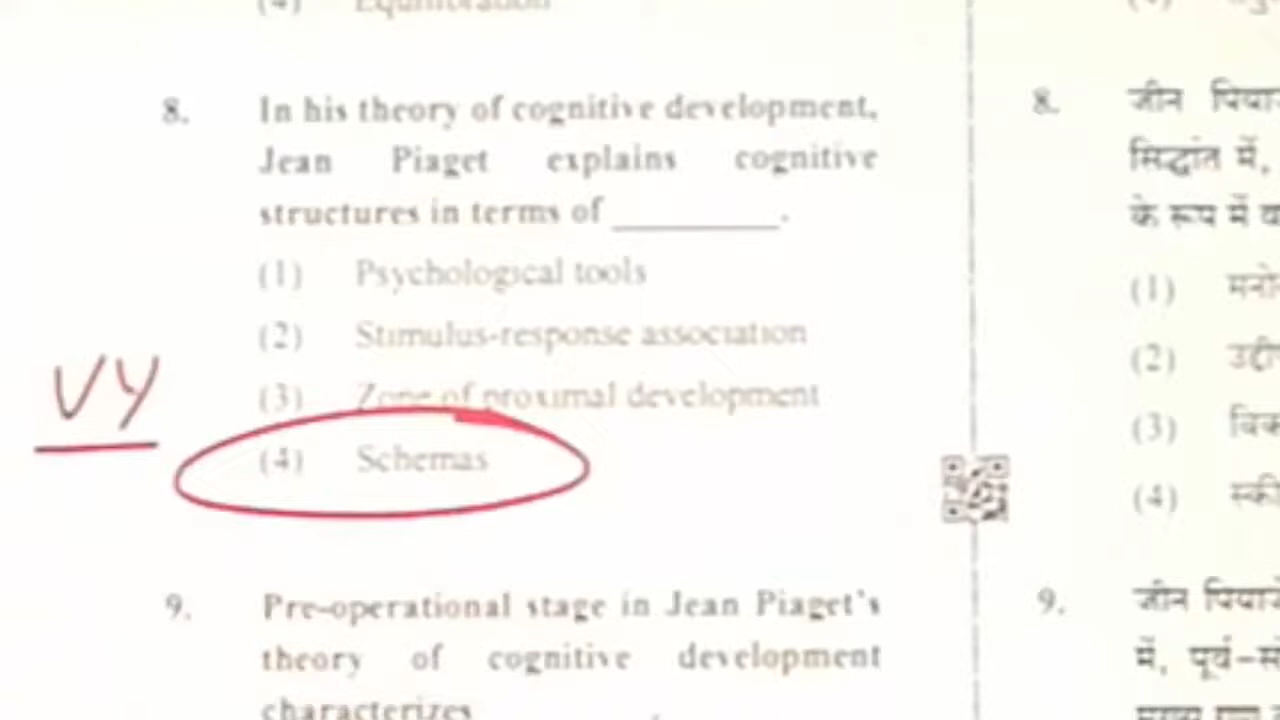 (4) Equilibration
8. In his theory of cognitive development,
Jean Piaget explains cognitive
structures in terms of ________.
(1) Psychological tools
(2) Stimulus-response association
(3) Zone of proximal development
(4) Schemas
VY
9. Pre-operational stage in Jean Piaget's
theory of cognitive development
characterizes
8. जीन
सिद्धांत में,
के रूप में
(1)
(2)
(3)
(4)
9. जीन
में,